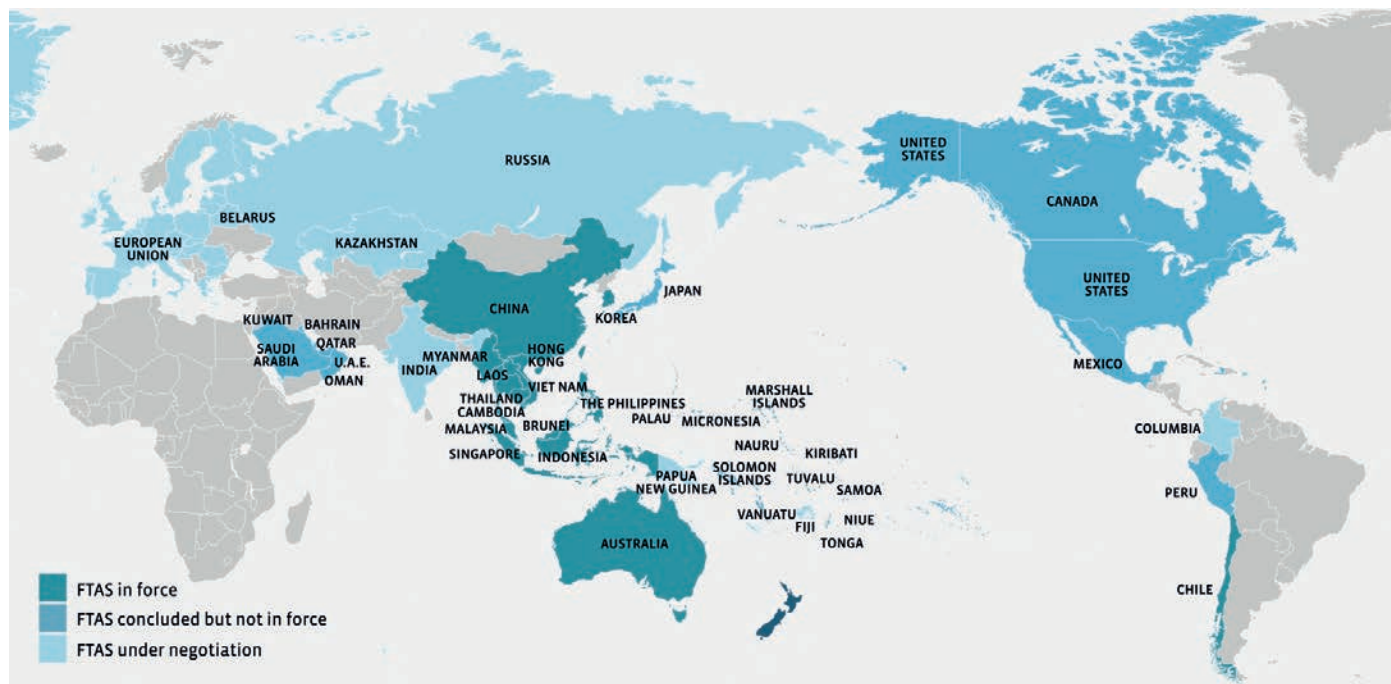 UNITED
STATES
RUSSIA
CANADA
BELARUS
EUROPEAN
UNION
KAZAKHSTAN
UNITED
STATES
JAPAN
CHINA
KOREA
KUWAIT
BAHRAIN
QATAR
SAUDI
ARABIA
U.A.E.
OMAN
INDIA
MYANMAR
HONG
KONG
LAOS
VIET NAM
MEXICO
THAILAND
CAMBODIA
THE PHILIPPINES
MARSHALL
ISLANDS
PALAU
MICRONESIA
MALAYSIA
BRUNEI
COLUMBIA
SINGAPORE
INDONESIA
NAURU
KIRIBATI
PAPUA
NEW GUINEA
SOLOMON
ISLANDS
TUVALU
SAMOA
PERU
VANUATU
FIJI
NIUE
TONGA
AUSTRALIA
CHILE
FTAS in force
FTAS concluded but not in force
FTAS under negotiation